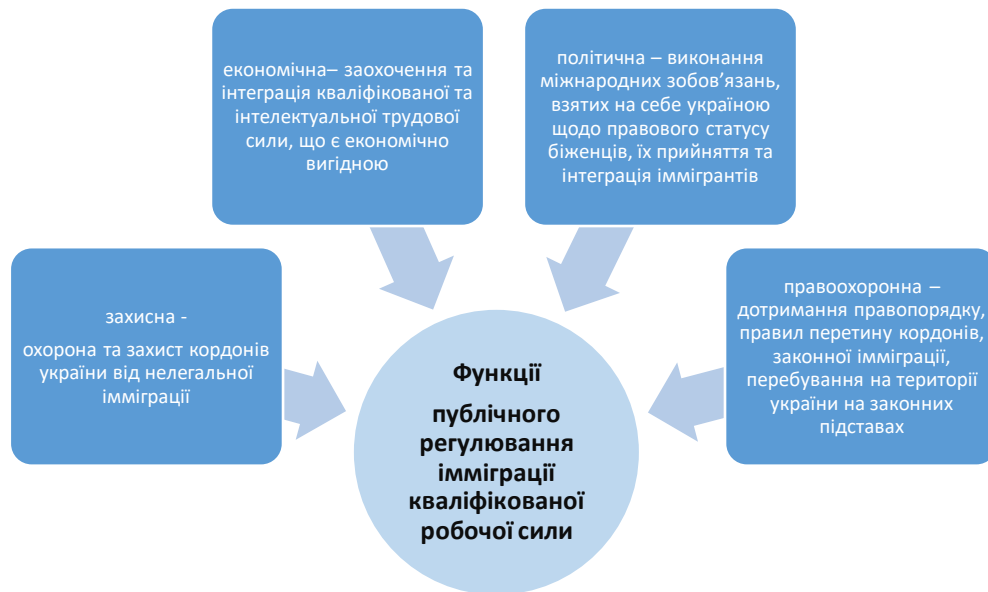 економічна– заохочення та
інтеграція кваліфікованої та
інтелектуальної трудової
сили, що є економічно
вигідною
політична – виконання
міжнародних зобов’язань,
взятих на себе україною
щодо правового статусу
біженців, їх прийняття та
інтеграція іммігрантів
захисна -
охорона та захист кордонів
україни від нелегальної
імміграції
правоохоронна –
дотримання правопорядку,
правил перетину кордонів,
законної імміграції,
перебування на території
україни на законних
підставах
Функції
публічного
регулювання
імміграції
кваліфікованої
робочої сили